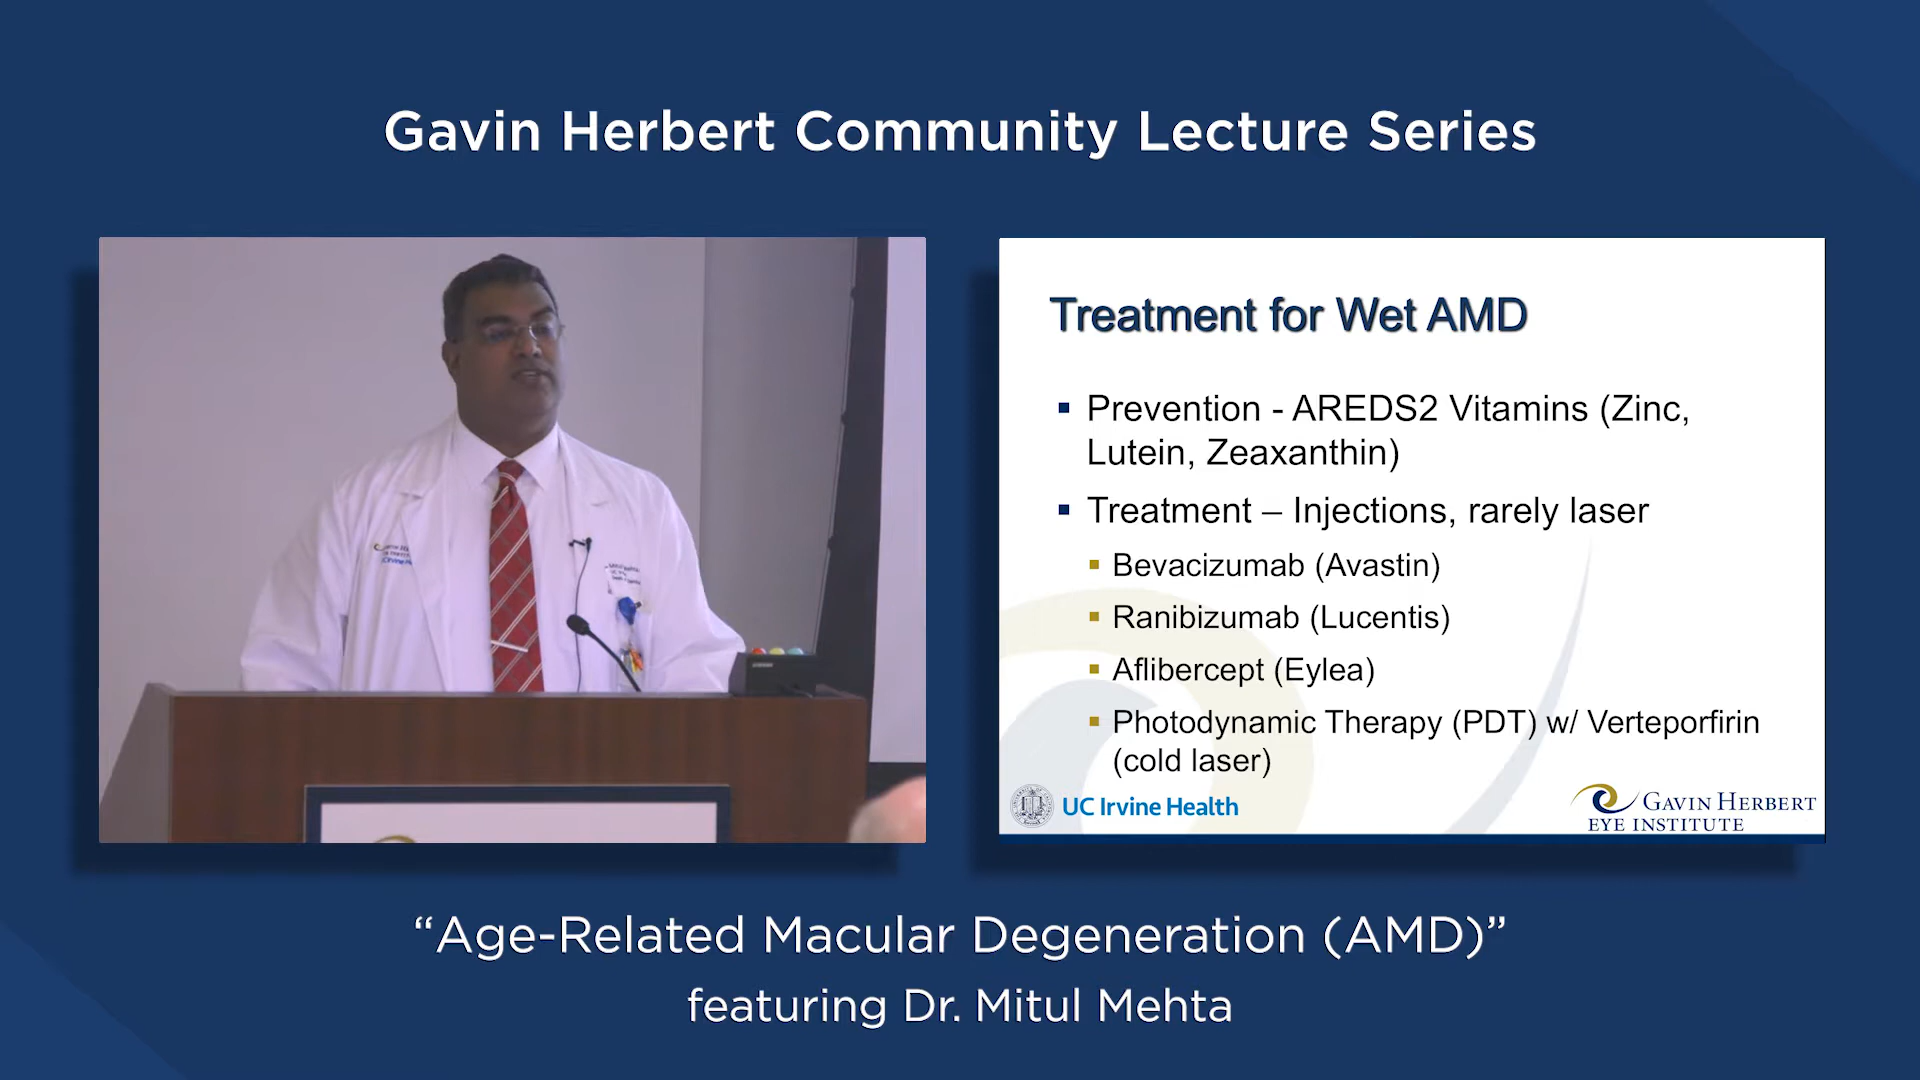 Gavin Herbert Community Lecture Series
Treatment for Wet AMD
▪ Prevention - AREDS2 Vitamins (Zinc,
Lutein, Zeaxanthin)
▪ Treatment – Injections, rarely laser
▪ Bevacizumab (Avastin)
▪ Ranibizumab (Lucentis)
▪ Aflibercept (Eylea)
▪ Photodynamic Therapy (PDT) w/ Verteporfirin
(cold laser)
UC Irvine Health
GAVIN HERBERT
EYE INSTITUTE
“Age-Related Macular Degeneration (AMD)”
featuring Dr. Mitul Mehta